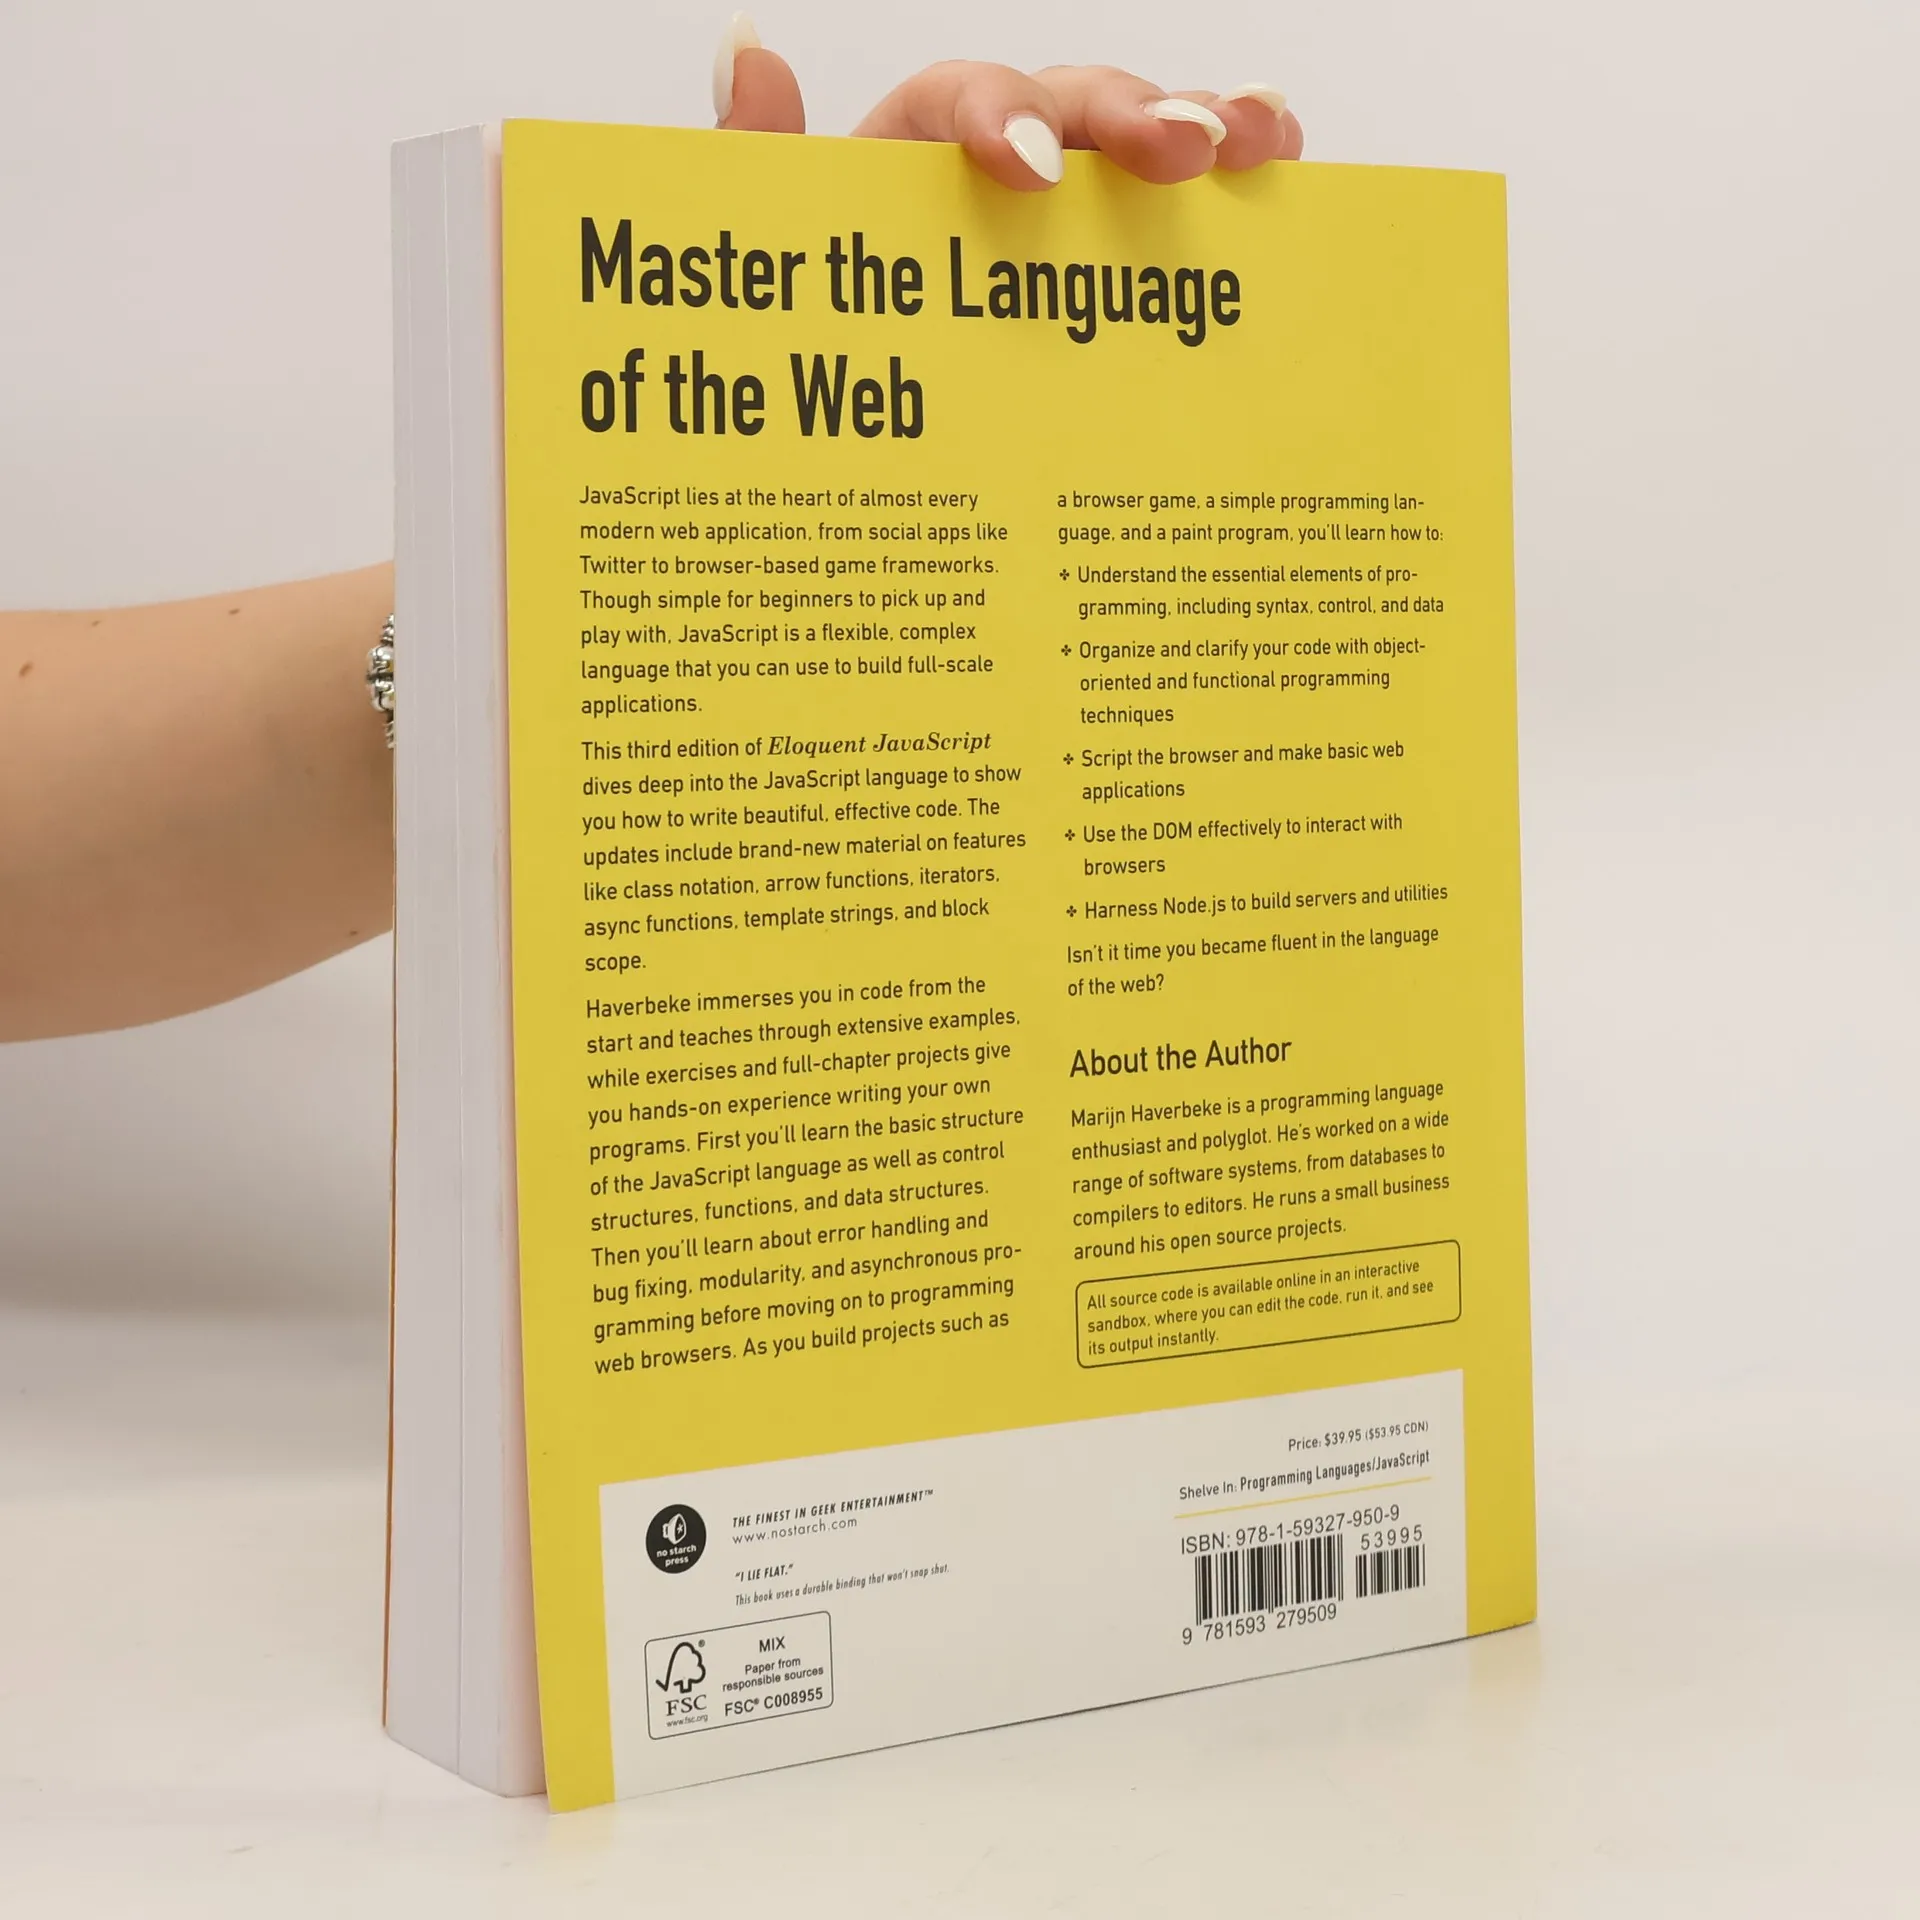 Master the Language
of the Web
JavaScript lies at the heart of almost every
modern web application, from social apps like
Twitter to browser-based game frameworks.
Though simple for beginners to pick up and
play with, JavaScript is a flexible, complex
language that you can use to build full-scale
applications.
This third edition of Eloquent JavaScript
dives deep into the JavaScript language to show
you how to write beautiful, effective code. The
updates include brand-new material on features
like class notation, arrow functions, iterators,
async functions, template strings, and block
scope.
Haverbeke immerses you in code from the
start and teaches through extensive examples,
while exercises and full-chapter projects give
you hands-on experience writing your own
programs. First you'll learn the basic structure
of the JavaScript language as well as control
structures, functions, and data structures.
Then you'll learn about error handling and
bug fixing, modularity, and asynchronous pro-
gramming before moving on to programming
web browsers. As you build projects such as
a browser game, a simple programming lan-
guage, and a paint program, you'll learn how to:
✤ Understand the essential elements of pro-
gramming, including syntax, control, and data
✤ Organize and clarify your code with object-
oriented and functional programming
techniques
✤ Script the browser and make basic web
applications
✤ Use the DOM effectively to interact with
browsers
✤ Harness Node.js to build servers and utilities
Isn't it time you became fluent in the language
of the web?
About the Author
Marijn Haverbeke is a programming language
enthusiast and polyglot. He's worked on a wide
range of software systems, from databases to
compilers to editors. He runs a small business
around his open source projects.
All source code is available online in an interactive
sandbox, where you can edit the code, run it, and see
its output instantly.
no starch
press
THE FINEST IN GEEK ENTERTAINMENT™
www.nostarch.com
"I LIE FLAT."
This book uses a durable binding that won't snap shut.
FSC
www.fsc.org
MIX
Paper from
responsible sources
FSC® C008955
Price: $39.95 ($53.95 CDN)
Shelve In: Programming Languages/JavaScript
ISBN: 978-1-59327-950-9
53995
9 781593 279509